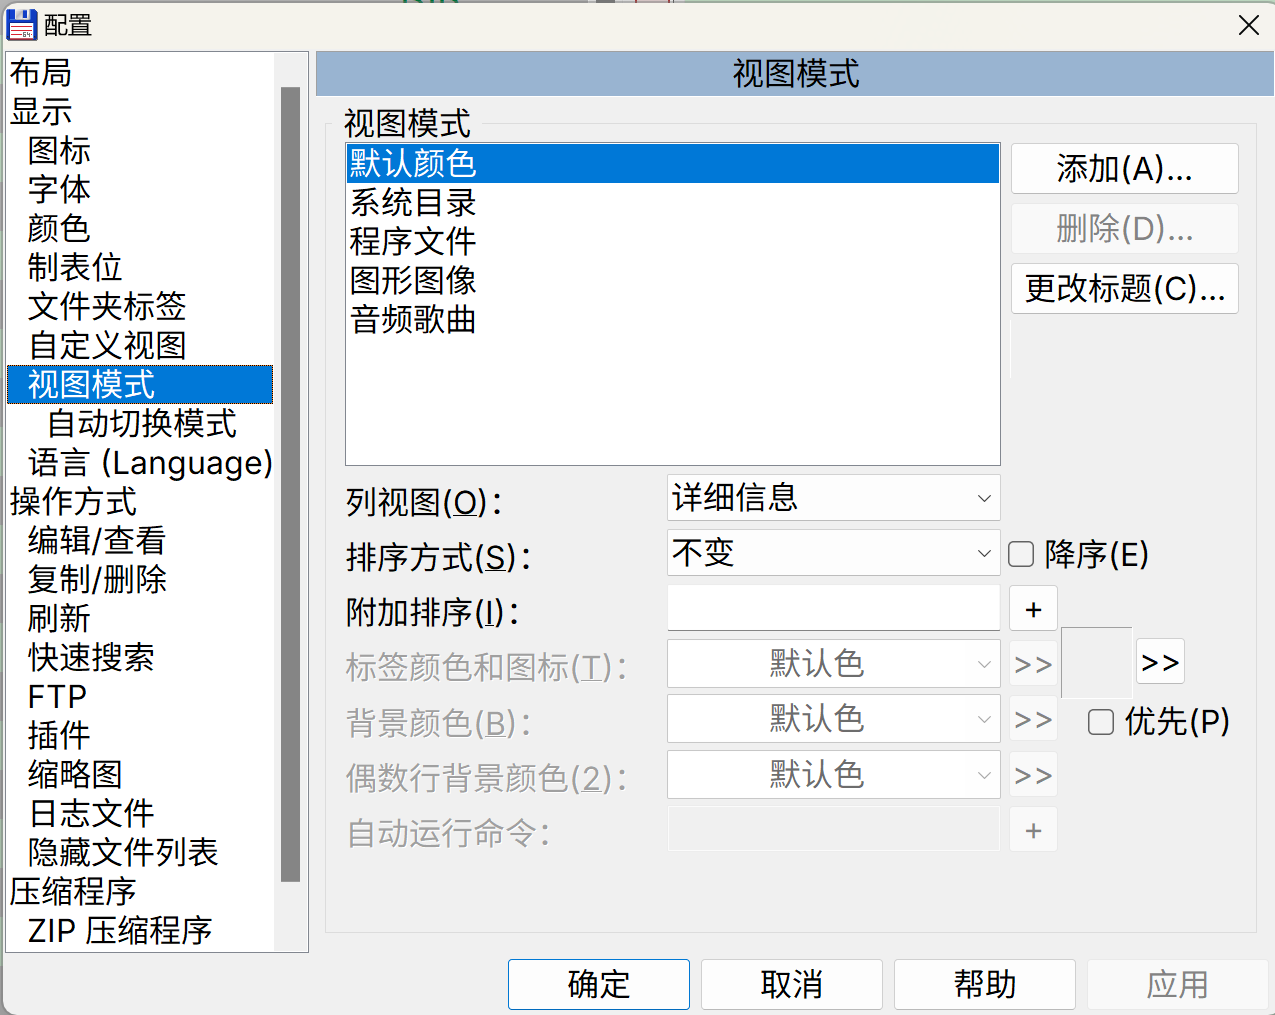 配置
布局
显示
图标
字体
颜色
制表位
文件夹标签
自定义视图
视图模式
自动切换模式
语言 (Language)
操作方式
编辑/查看
复制/删除
刷新
快速搜索
FTP
插件
缩略图
日志文件
隐藏文件列表
压缩程序
ZIP 压缩程序
视图模式
视图模式
默认颜色
系统目录
程序文件
图形图像
音频歌曲
添加(A)...
删除(D)...
更改标题(C)...
列视图(O)： 详细信息
排序方式(S)： 不变 降序(E)
附加排序(I)： +
标签颜色和图标(T)： 默认色 >> >>
背景颜色(B)： 默认色 >> 优先(P)
偶数行背景颜色(2)： 默认色 >>
自动运行命令： +
确定 取消 帮助 应用